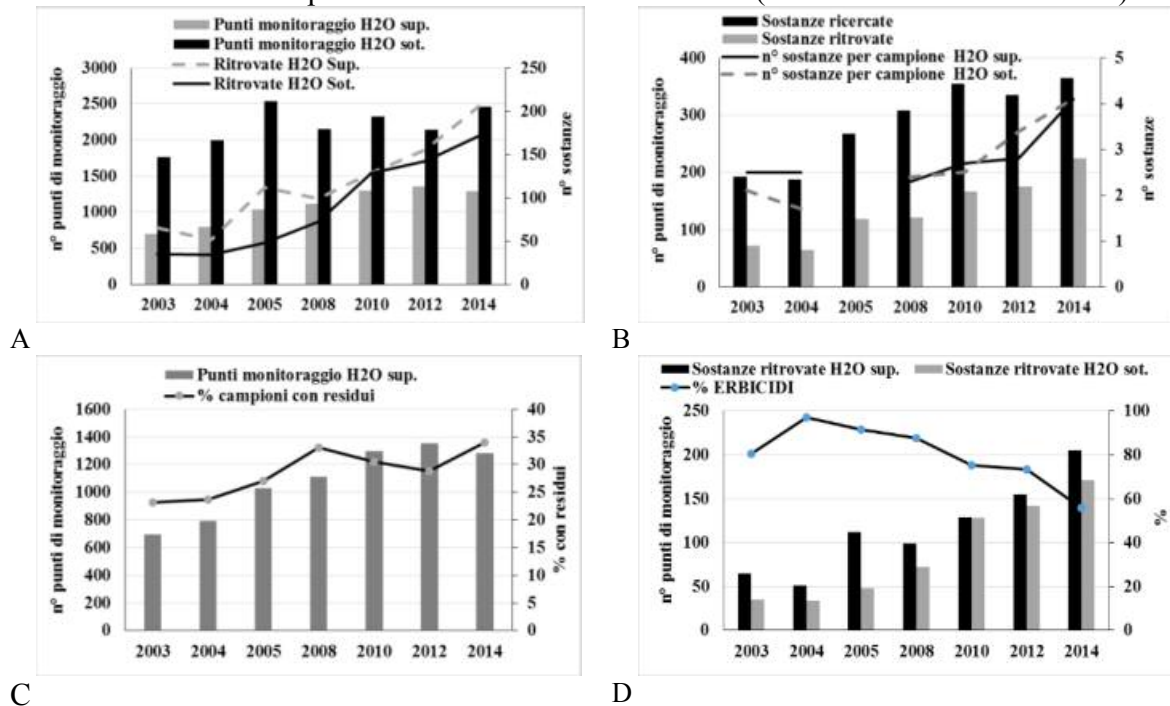 Punti monitoraggio H2O sup.
Punti monitoraggio H2O sot.
Ritrovate H2O Sup.
Ritrovate H2O Sot.
n° punti di monitoraggio
3000
2500
2000
1500
1000
500
0
250
200
150
100
50
0
n° sostanze
2003 2004 2005 2008 2010 2012 2014
A
Sostanze ricercate
Sostanze ritrovate
n° sostanze per campione H2O sup.
n° sostanze per campione H2O sot.
n° punti di monitoraggio
400
300
200
100
0
5
4
3
2
1
0
n° sostanze
2003 2004 2005 2008 2010 2012 2014
B
Punti monitoraggio H2O sup.
% campioni con residui
n° punti di monitoraggio
1600
1400
1200
1000
800
600
400
200
0
40
35
30
25
20
15
10
5
0
% con residui
2003 2004 2005 2008 2010 2012 2014
C
Sostanze ritrovate H2O sup. Sostanze ritrovate H2O sot.
% ERBICIDI
n° punti di monitoraggio
250
200
150
100
50
0
100
80
60
40
20
0
%
2003 2004 2005 2008 2010 2012 2014
D